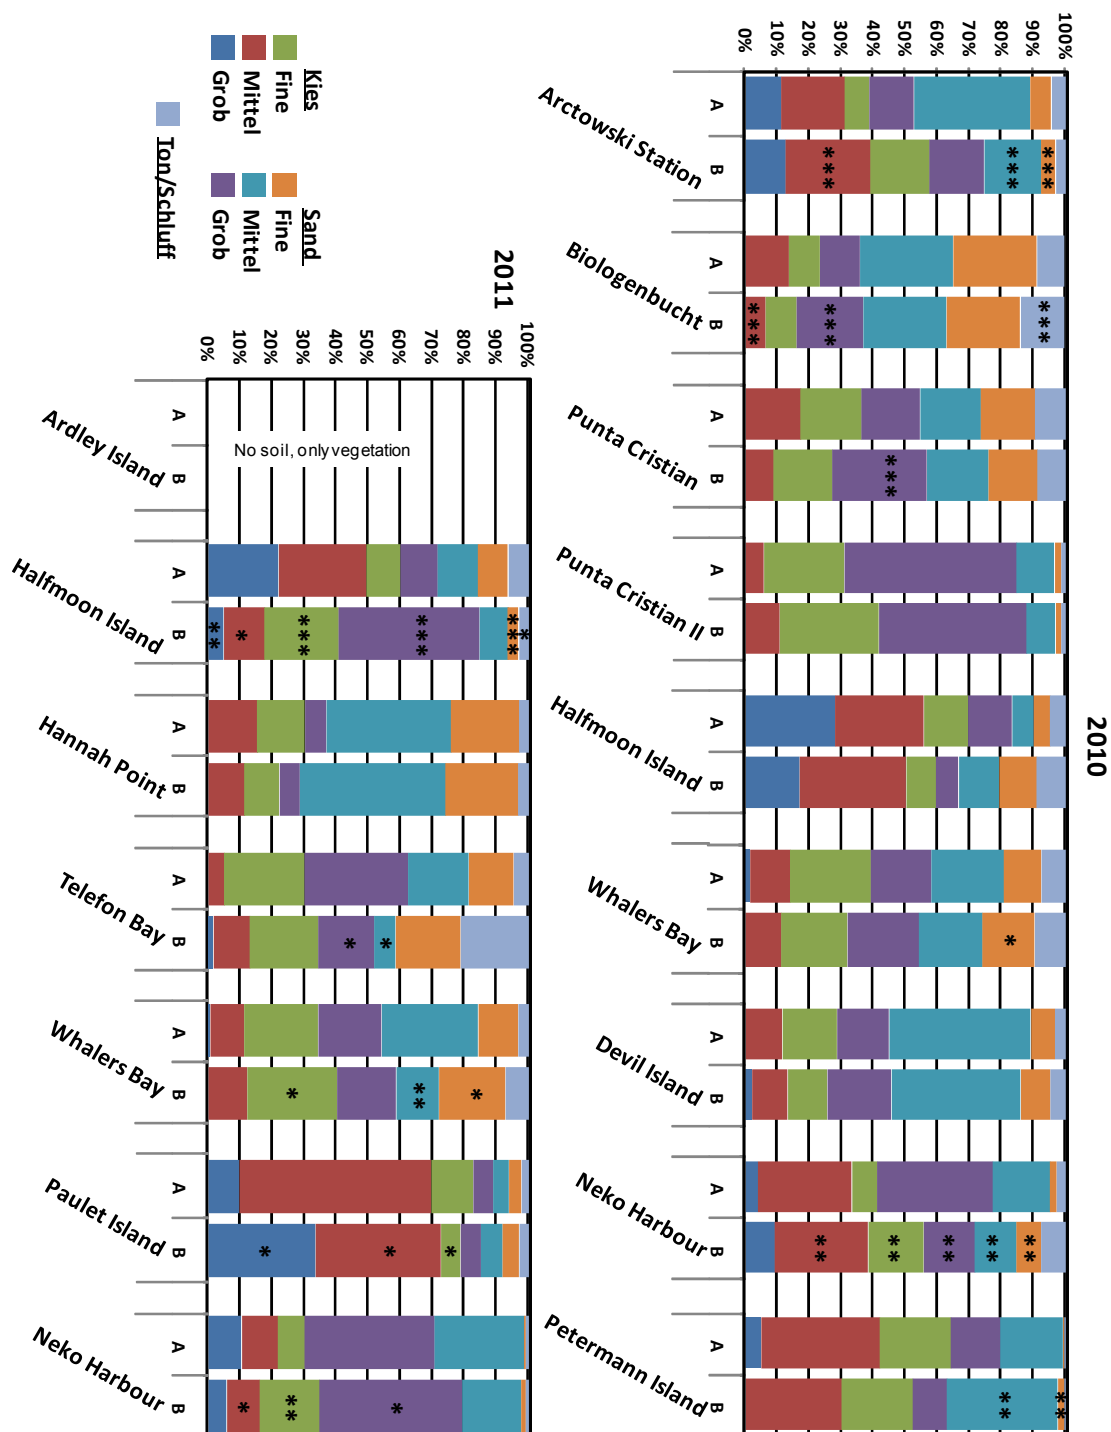 2010
100%
90%
80%
70%
60%
50%
40%
30%
20%
10%
0%
*** *** *** *** *** *** *** * ** ** ** ** ** ** **
A B A B A B A B A B A B A B A B A B
Arctowski Station Biologenbucht Punta Cristian Punta Cristian II Halfmoon Island Whalers Bay Devil Island Neko Harbour Petermann Island
2011
100%
90%
80%
70%
60%
50%
40%
30%
20%
10%
0%
No soil, only vegetation
** * *** *** *** * * * * ** * * * * * ** *
A B A B A B A B A B A B A B
Ardley Island Halfmoon Island Hannah Point Telefon Bay Whalers Bay Paulet Island Neko Harbour
Kies Sand
Fine Fine
Mittel Mittel
Grob Grob
Ton/Schluff